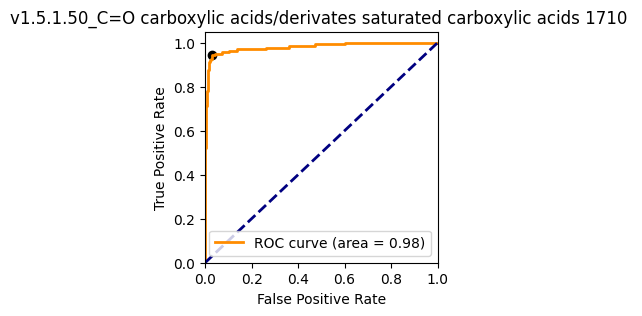 v1.5.1.50_C=O carboxylic acids/derivates saturated carboxylic acids 1710
1.0
0.8
0.6
0.4
0.2
0.0
True Positive Rate
ROC curve (area = 0.98)
0.0 0.2 0.4 0.6 0.8 1.0
False Positive Rate